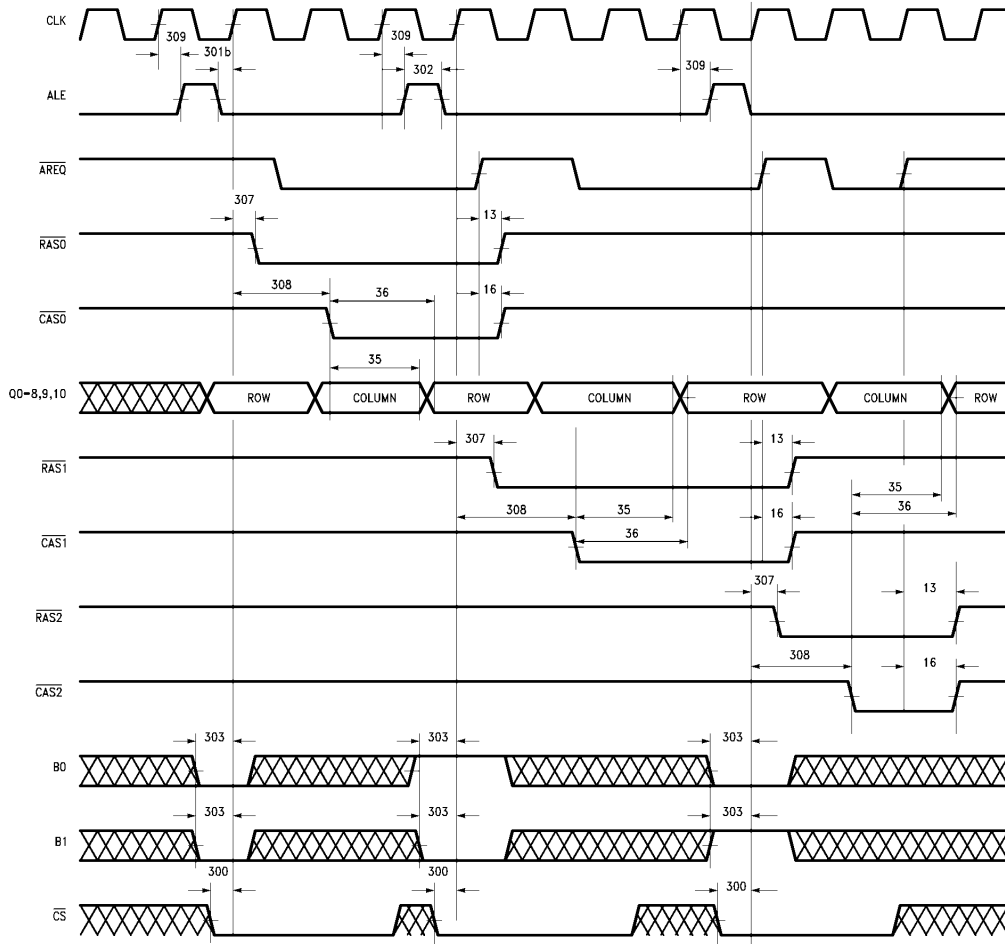 CLK
309
301b
309
302
309
ALE
AREQ
307
13
RAS0
308
36
16
CAS0
35
Q0-8,9,10
ROW
COLUMN
ROW
COLUMN
ROW
COLUMN
ROW
307
13
RAS1
35
308
35
16
36
36
CAS1
307
13
RAS2
308
16
CAS2
303
303
303
B0
303
303
303
B1
300
300
300
CS